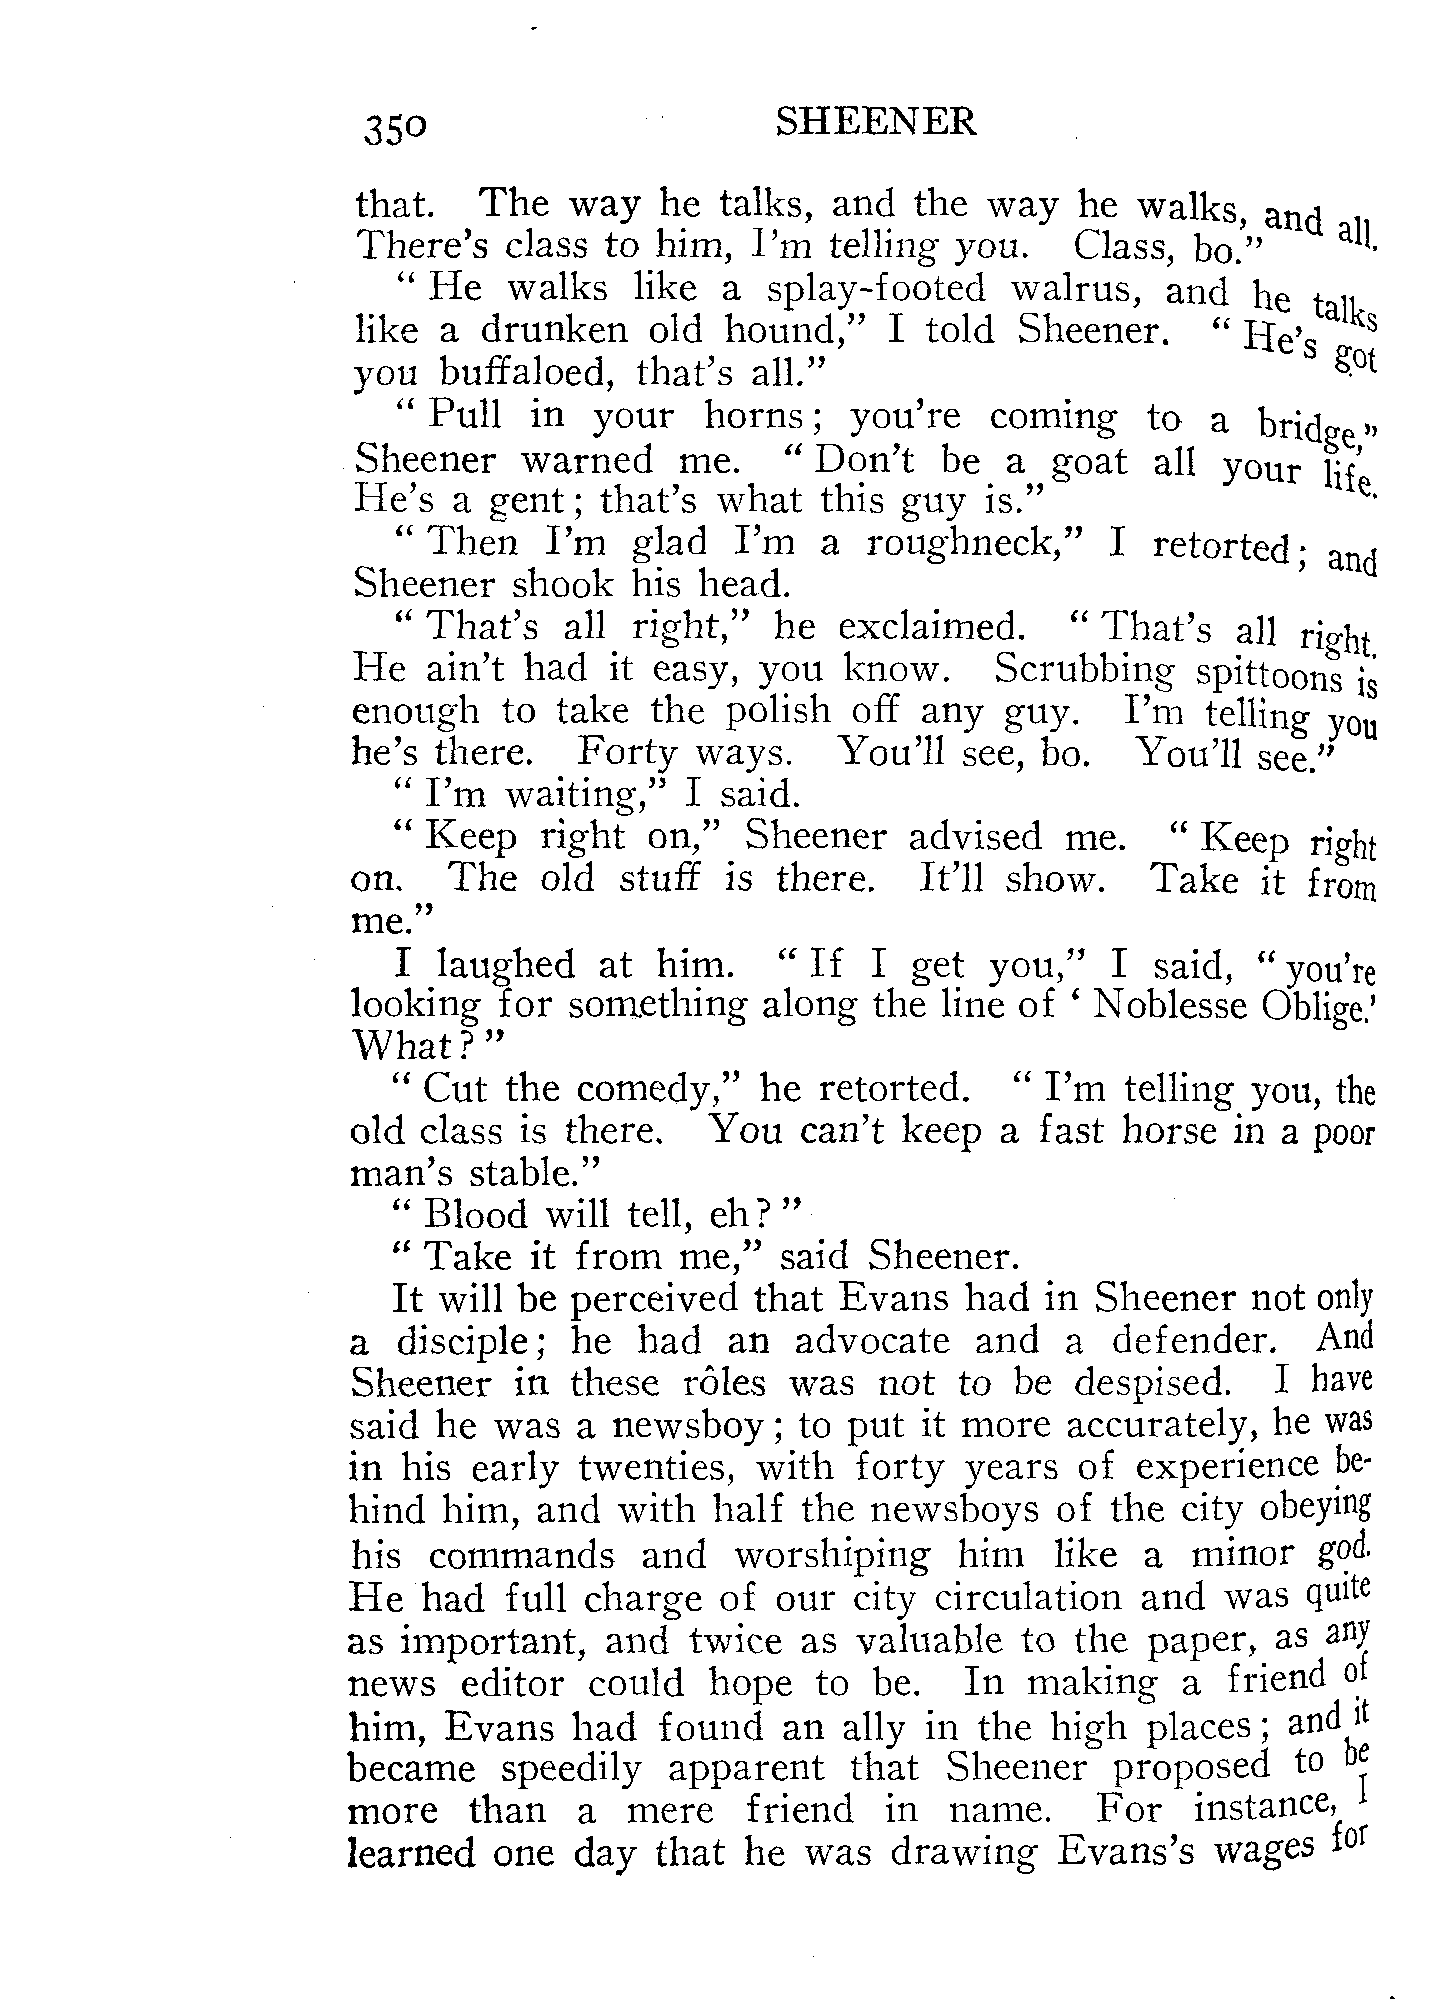 350 SHEENER
that. The way he talks, and the way he walks, and all.
There's class to him, I'm telling you. Class, bo."
" He walks like a splay-footed walrus, and he talks
like a drunken old hound," I told Sheener. " He's got
you buffaloed, that's all."
" Pull in your horns; you're coming to a bridge,"
Sheener warned me. " Don't be a goat all your life.
He's a gent; that's what this guy is."
" Then I'm glad I'm a roughneck," I retorted; and
Sheener shook his head.
" That's all right," he exclaimed. " That's all right.
He ain't had it easy, you know. Scrubbing spittoons is
enough to take the polish off any guy. I'm telling you
he's there. Forty ways. You'll see, bo. You'll see."
" I'm waiting," I said.
" Keep right on," Sheener advised me. " Keep right
on. The old stuff is there. It'll show. Take it from
me."
I laughed at him. " If I get you," I said, " you're
looking for something along the line of ' Noblesse Oblige.'
What? "
" Cut the comedy," he retorted. " I'm telling you, the
old class is there. You can't keep a fast horse in a poor
man's stable."
" Blood will tell, eh? "
" Take it from me," said Sheener.
It will be perceived that Evans had in Sheener not only
a disciple; he had an advocate and a defender. And
Sheener in these rôles was not to be despised. I have
said he was a newsboy; to put it more accurately, he was
in his early twenties, with forty years of experience be-
hind him, and with half the newsboys of the city obeying
his commands and worshiping him like a minor god.
He had full charge of our city circulation and was quite
as important, and twice as valuable to the paper, as any
news editor could hope to be. In making a friend of
him, Evans had found an ally in the high places; and it
became speedily apparent that Sheener proposed to be
more than a mere friend in name. For instance, I
learned one day that he was drawing Evans's wages for